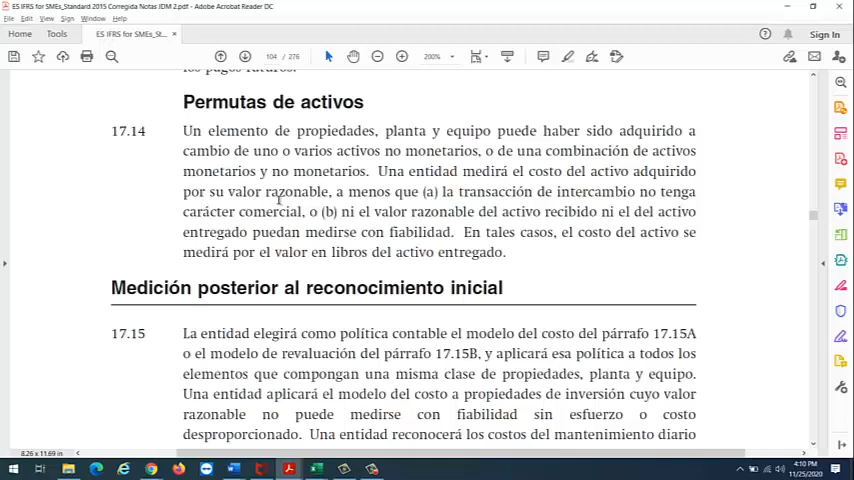 ES IFRS for SMEs_Standard 2015 Corregida Notas JDM 2.pdf - Adobe Acrobat Reader DC
File Edit View Sign Window Help
Home Tools ES IFRS for SMEs_St... × Sign In
104 / 276 200%
los pagos futuros.
Permutas de activos
17.14 Un elemento de propiedades, planta y equipo puede haber sido adquirido a
cambio de uno o varios activos no monetarios, o de una combinación de activos
monetarios y no monetarios. Una entidad medirá el costo del activo adquirido
por su valor razonable, a menos que (a) la transacción de intercambio no tenga
carácter comercial, o (b) ni el valor razonable del activo recibido ni el del activo
entregado puedan medirse con fiabilidad. En tales casos, el costo del activo se
medirá por el valor en libros del activo entregado.
Medición posterior al reconocimiento inicial
17.15 La entidad elegirá como política contable el modelo del costo del párrafo 17.15A
o el modelo de revaluación del párrafo 17.15B, y aplicará esa política a todos los
elementos que compongan una misma clase de propiedades, planta y equipo.
Una entidad aplicará el modelo del costo a propiedades de inversión cuyo valor
razonable no puede medirse con fiabilidad sin esfuerzo o costo
desproporcionado. Una entidad reconocerá los costos del mantenimiento diario
8.26 x 11.69 in
4:10 PM
11/25/2020